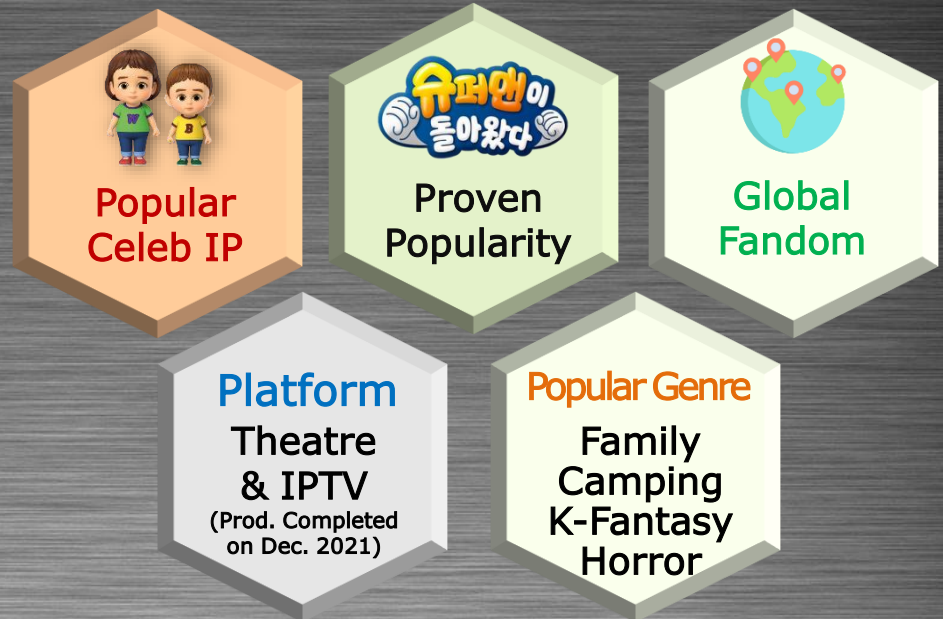 W
B
Popular
Celeb IP
슈퍼맨이
돌아왔다
Proven
Popularity
Global
Fandom
Platform
Theatre
& IPTV
(Prod. Completed
on Dec. 2021)
Popular Genre
Family
Camping
K-Fantasy
Horror